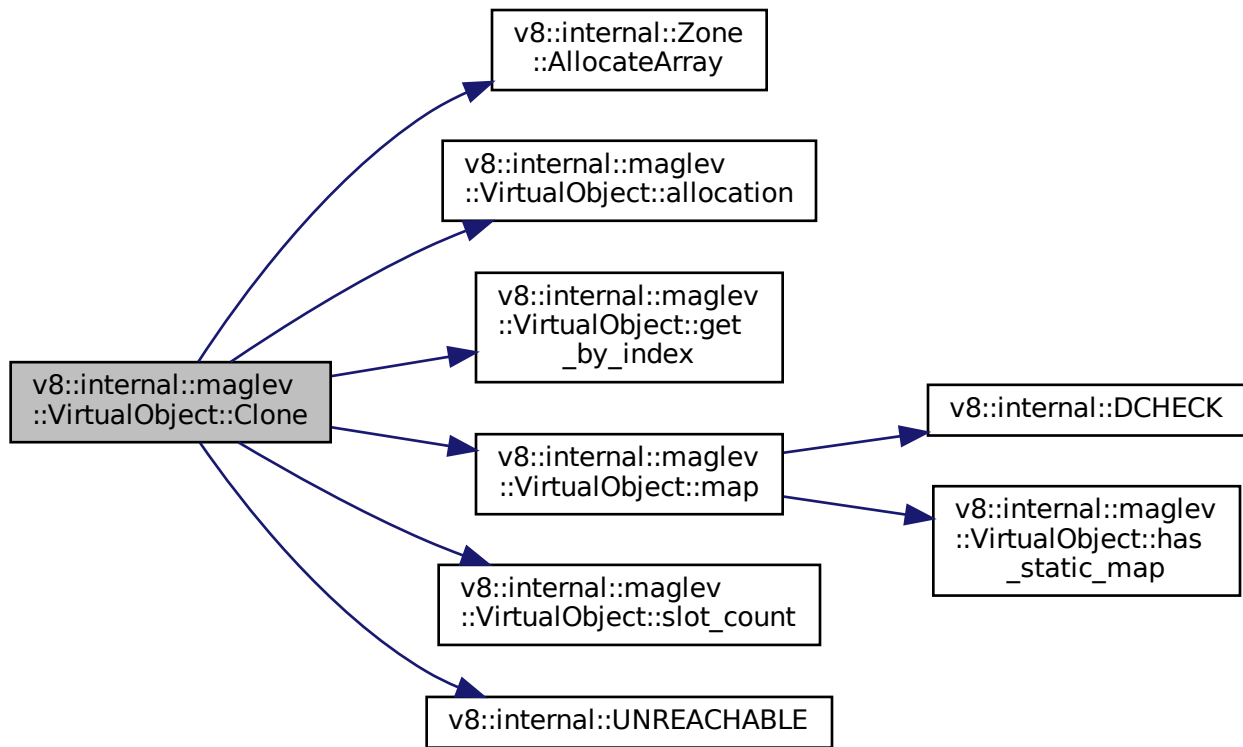 v8::internal::Zone
::AllocateArray
v8::internal::maglev
::VirtualObject::allocation
v8::internal::maglev
::VirtualObject::get
_by_index
v8::internal::maglev
::VirtualObject::Clone
v8::internal::maglev
::VirtualObject::map
v8::internal::DCHECK
v8::internal::maglev
::VirtualObject::has
_static_map
v8::internal::maglev
::VirtualObject::slot_count
v8::internal::UNREACHABLE